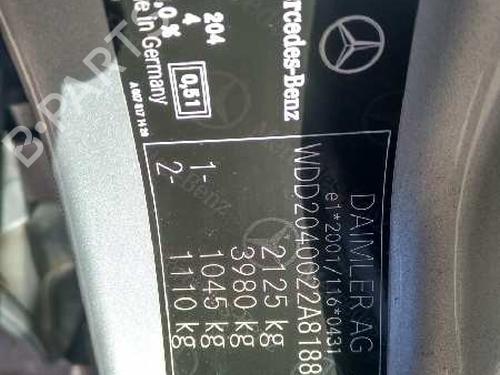 DAIMLER AG
e1*2001/116*0431
WDD2040022A8188
2125 kg
3980 kg
1- 1045 kg
2- 1110 kg
Mercedes-Benz
204
4
0,51
Made in Germany
B-PARTS